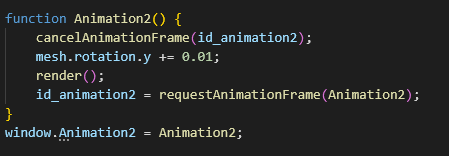 function Animation2() {
    cancelAnimationFrame(id_animation2);
    mesh.rotation.y += 0.01;
    render();
    id_animation2 = requestAnimationFrame(Animation2);
}
window.Animation2 = Animation2;